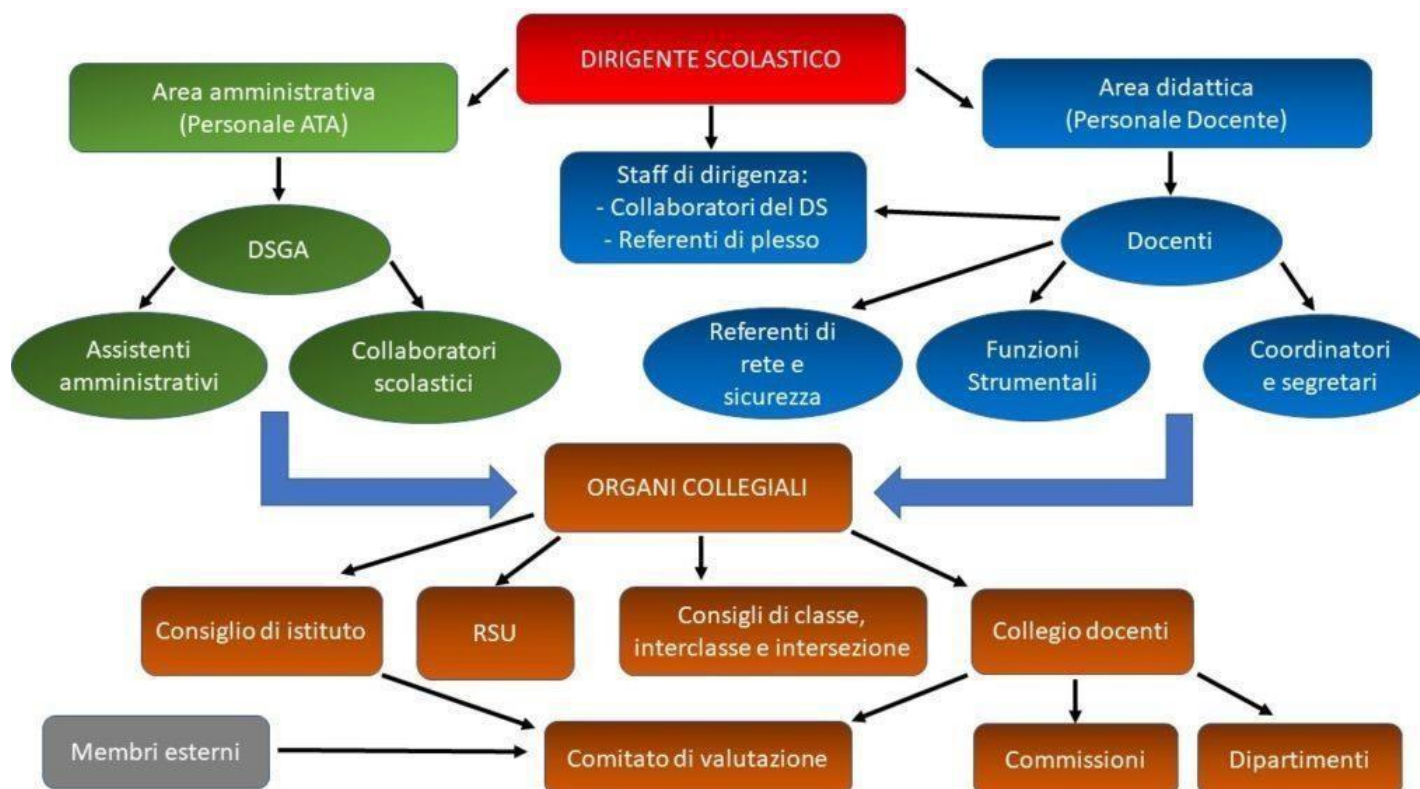 DIRIGENTE SCOLASTICO
Area amministrativa
(Personale ATA)
Area didattica
(Personale Docente)
Staff di dirigenza:
- Collaboratori del DS
- Referenti di plesso
DSGA
Docenti
Assistenti
amministrativi
Collaboratori
scolastici
Referenti di
rete e
sicurezza
Funzioni
Strumentali
Coordinatori
e segretari
ORGANI COLLEGIALI
Consiglio di istituto
RSU
Consigli di classe,
interclasse e intersezione
Collegio docenti
Membri esterni
Comitato di valutazione
Commissioni
Dipartimenti